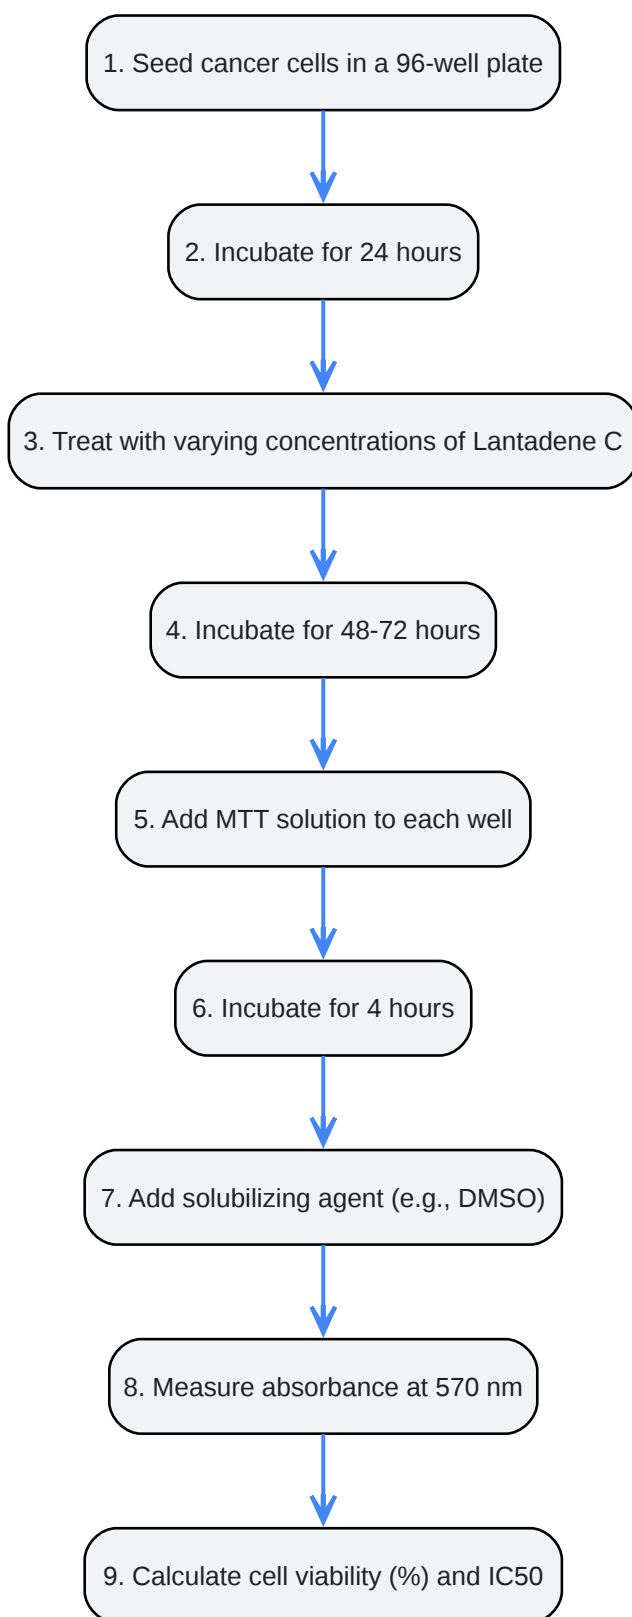 1. Seed cancer cells in a 96-well plate
2. Incubate for 24 hours
3. Treat with varying concentrations of Lantadene C
4. Incubate for 48-72 hours
5. Add MTT solution to each well
6. Incubate for 4 hours
7. Add solubilizing agent (e.g., DMSO)
8. Measure absorbance at 570 nm
9. Calculate cell viability (%) and IC50